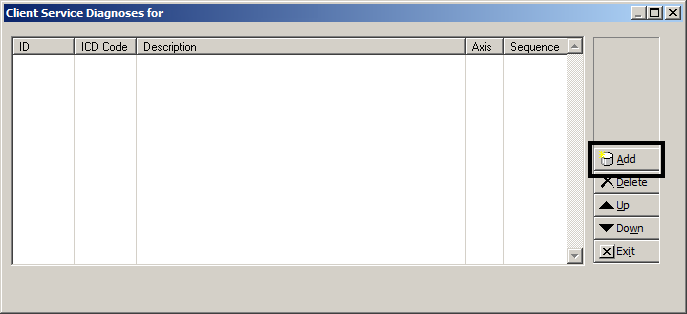 Client Service Diagnoses for
ID ICD Code Description Axis Sequence
Add
Delete
Up
Down
Exit